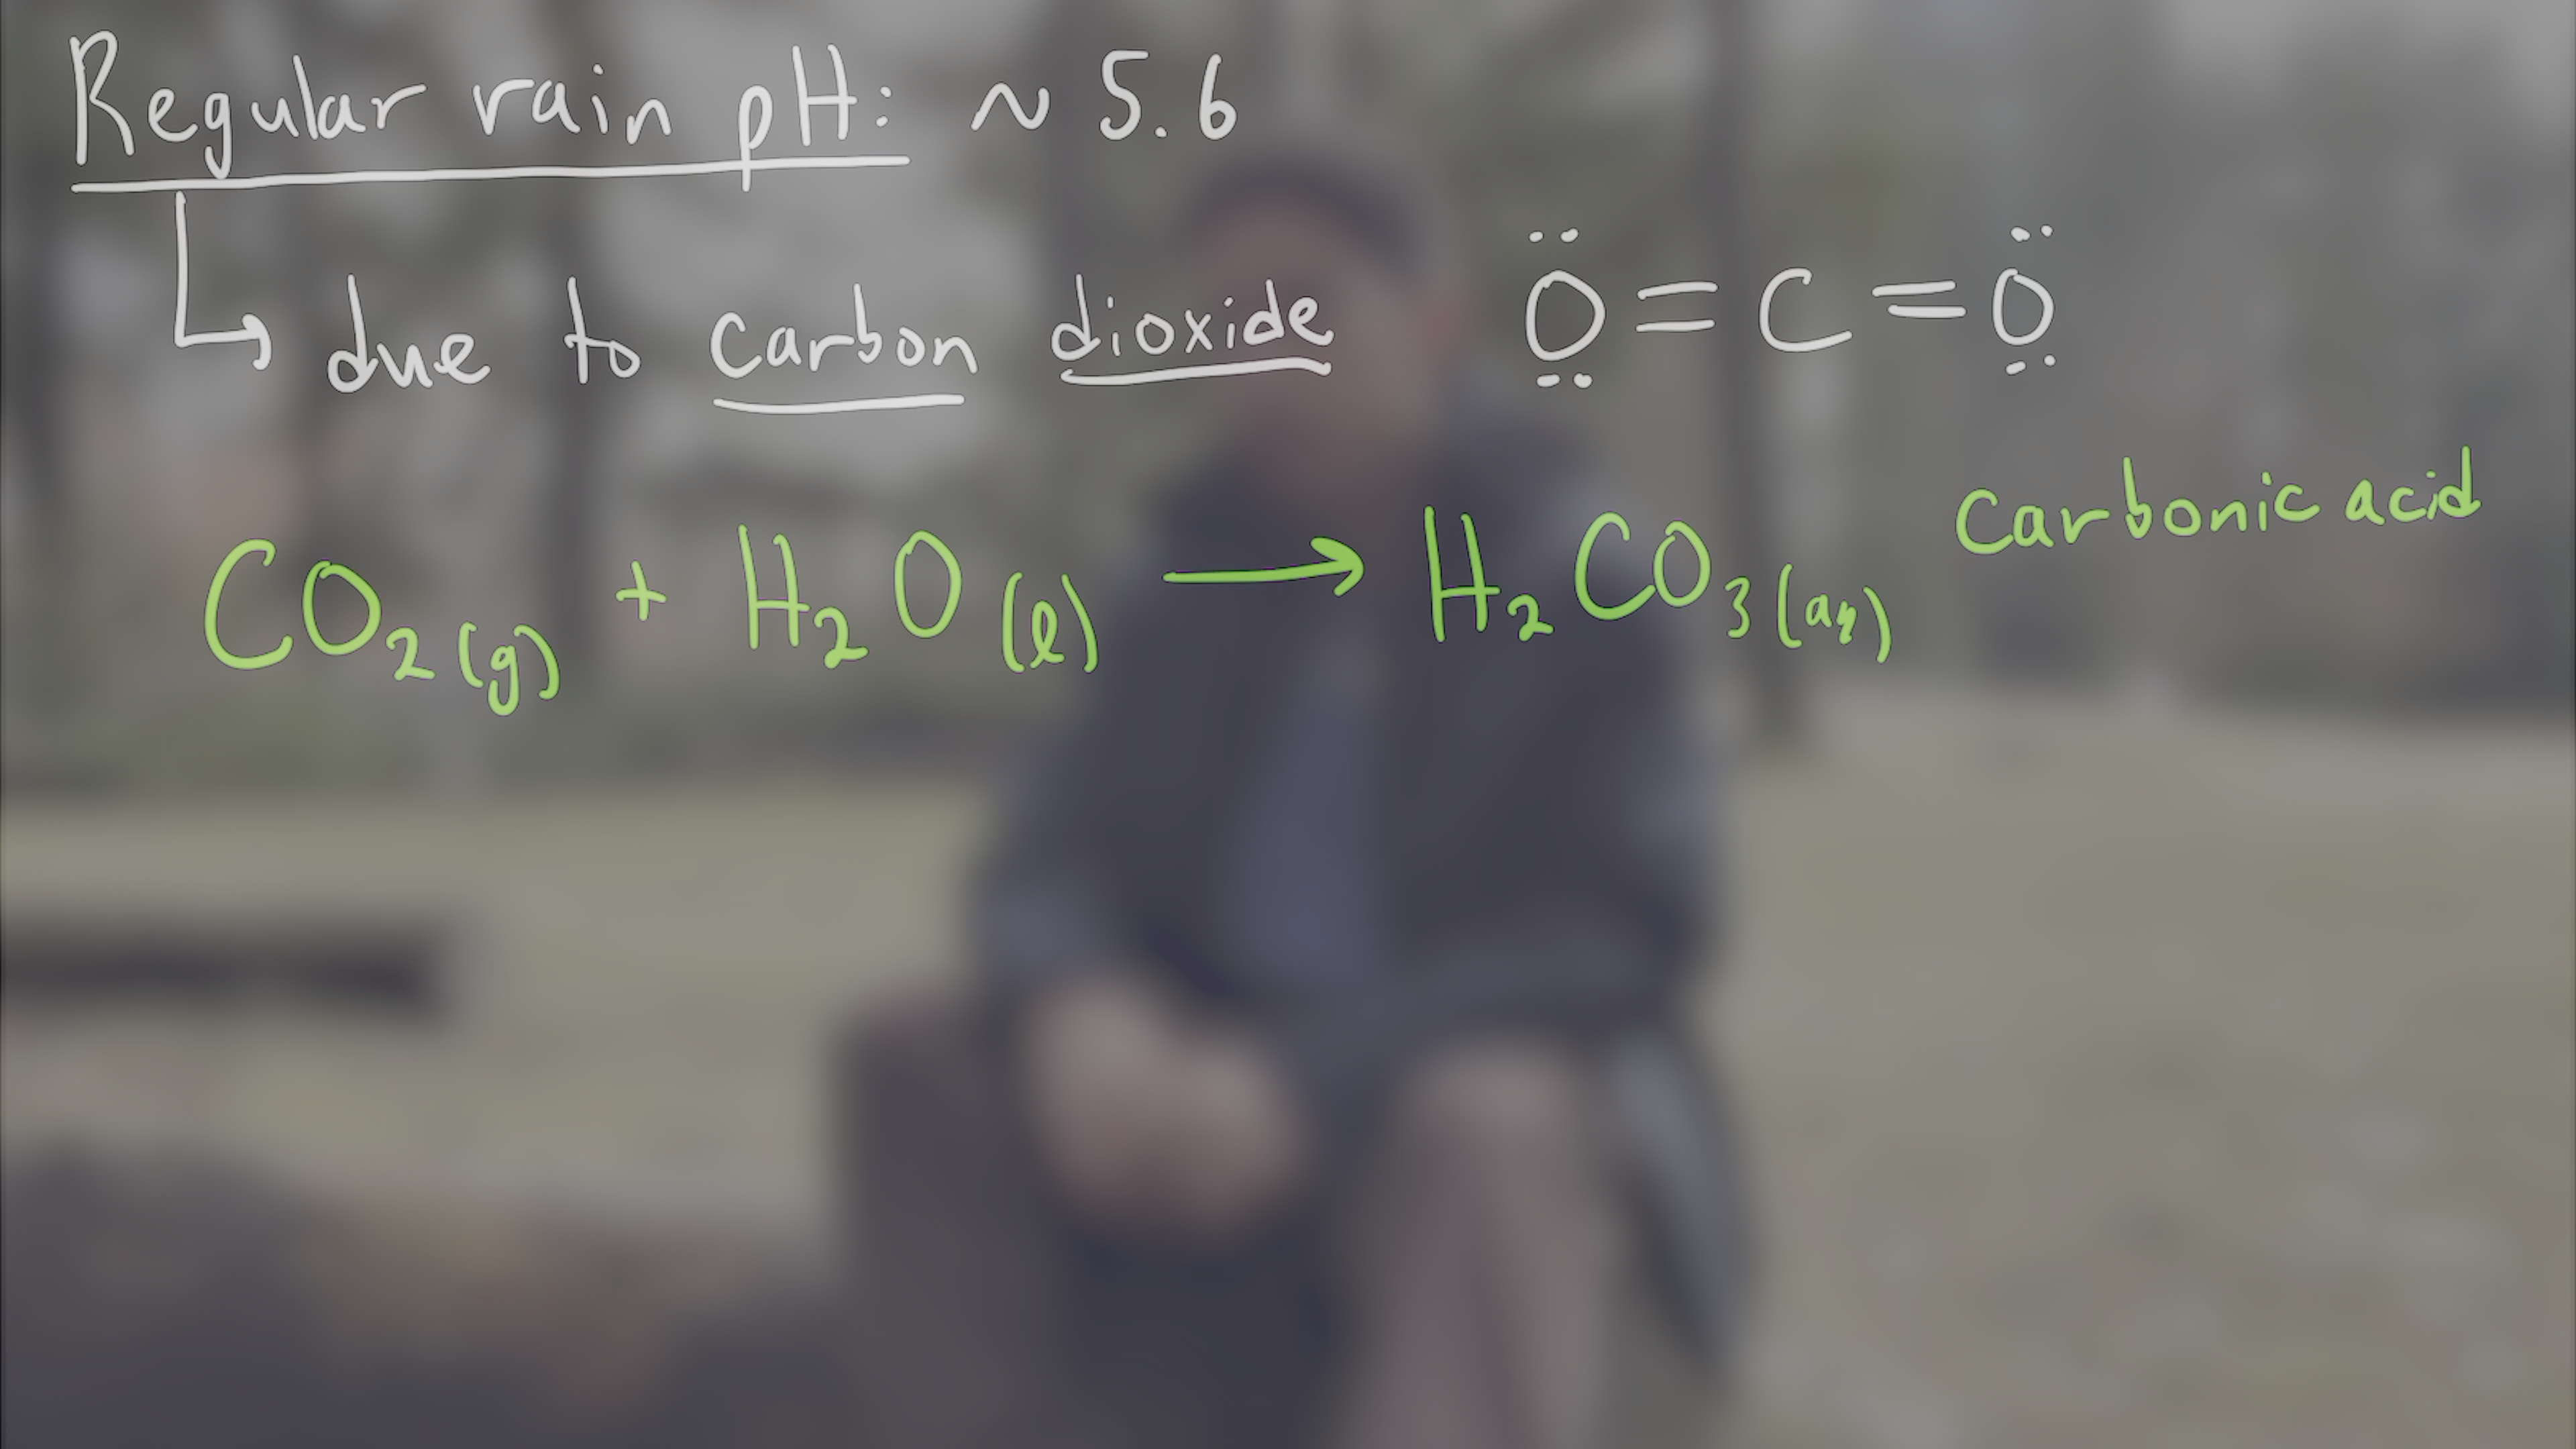 Regular rain pH: ~ 5.6
↳ due to carbon dioxide O=C=O
Carbonic acid
CO₂(g) + H₂O(l) → H₂CO₃(aq)